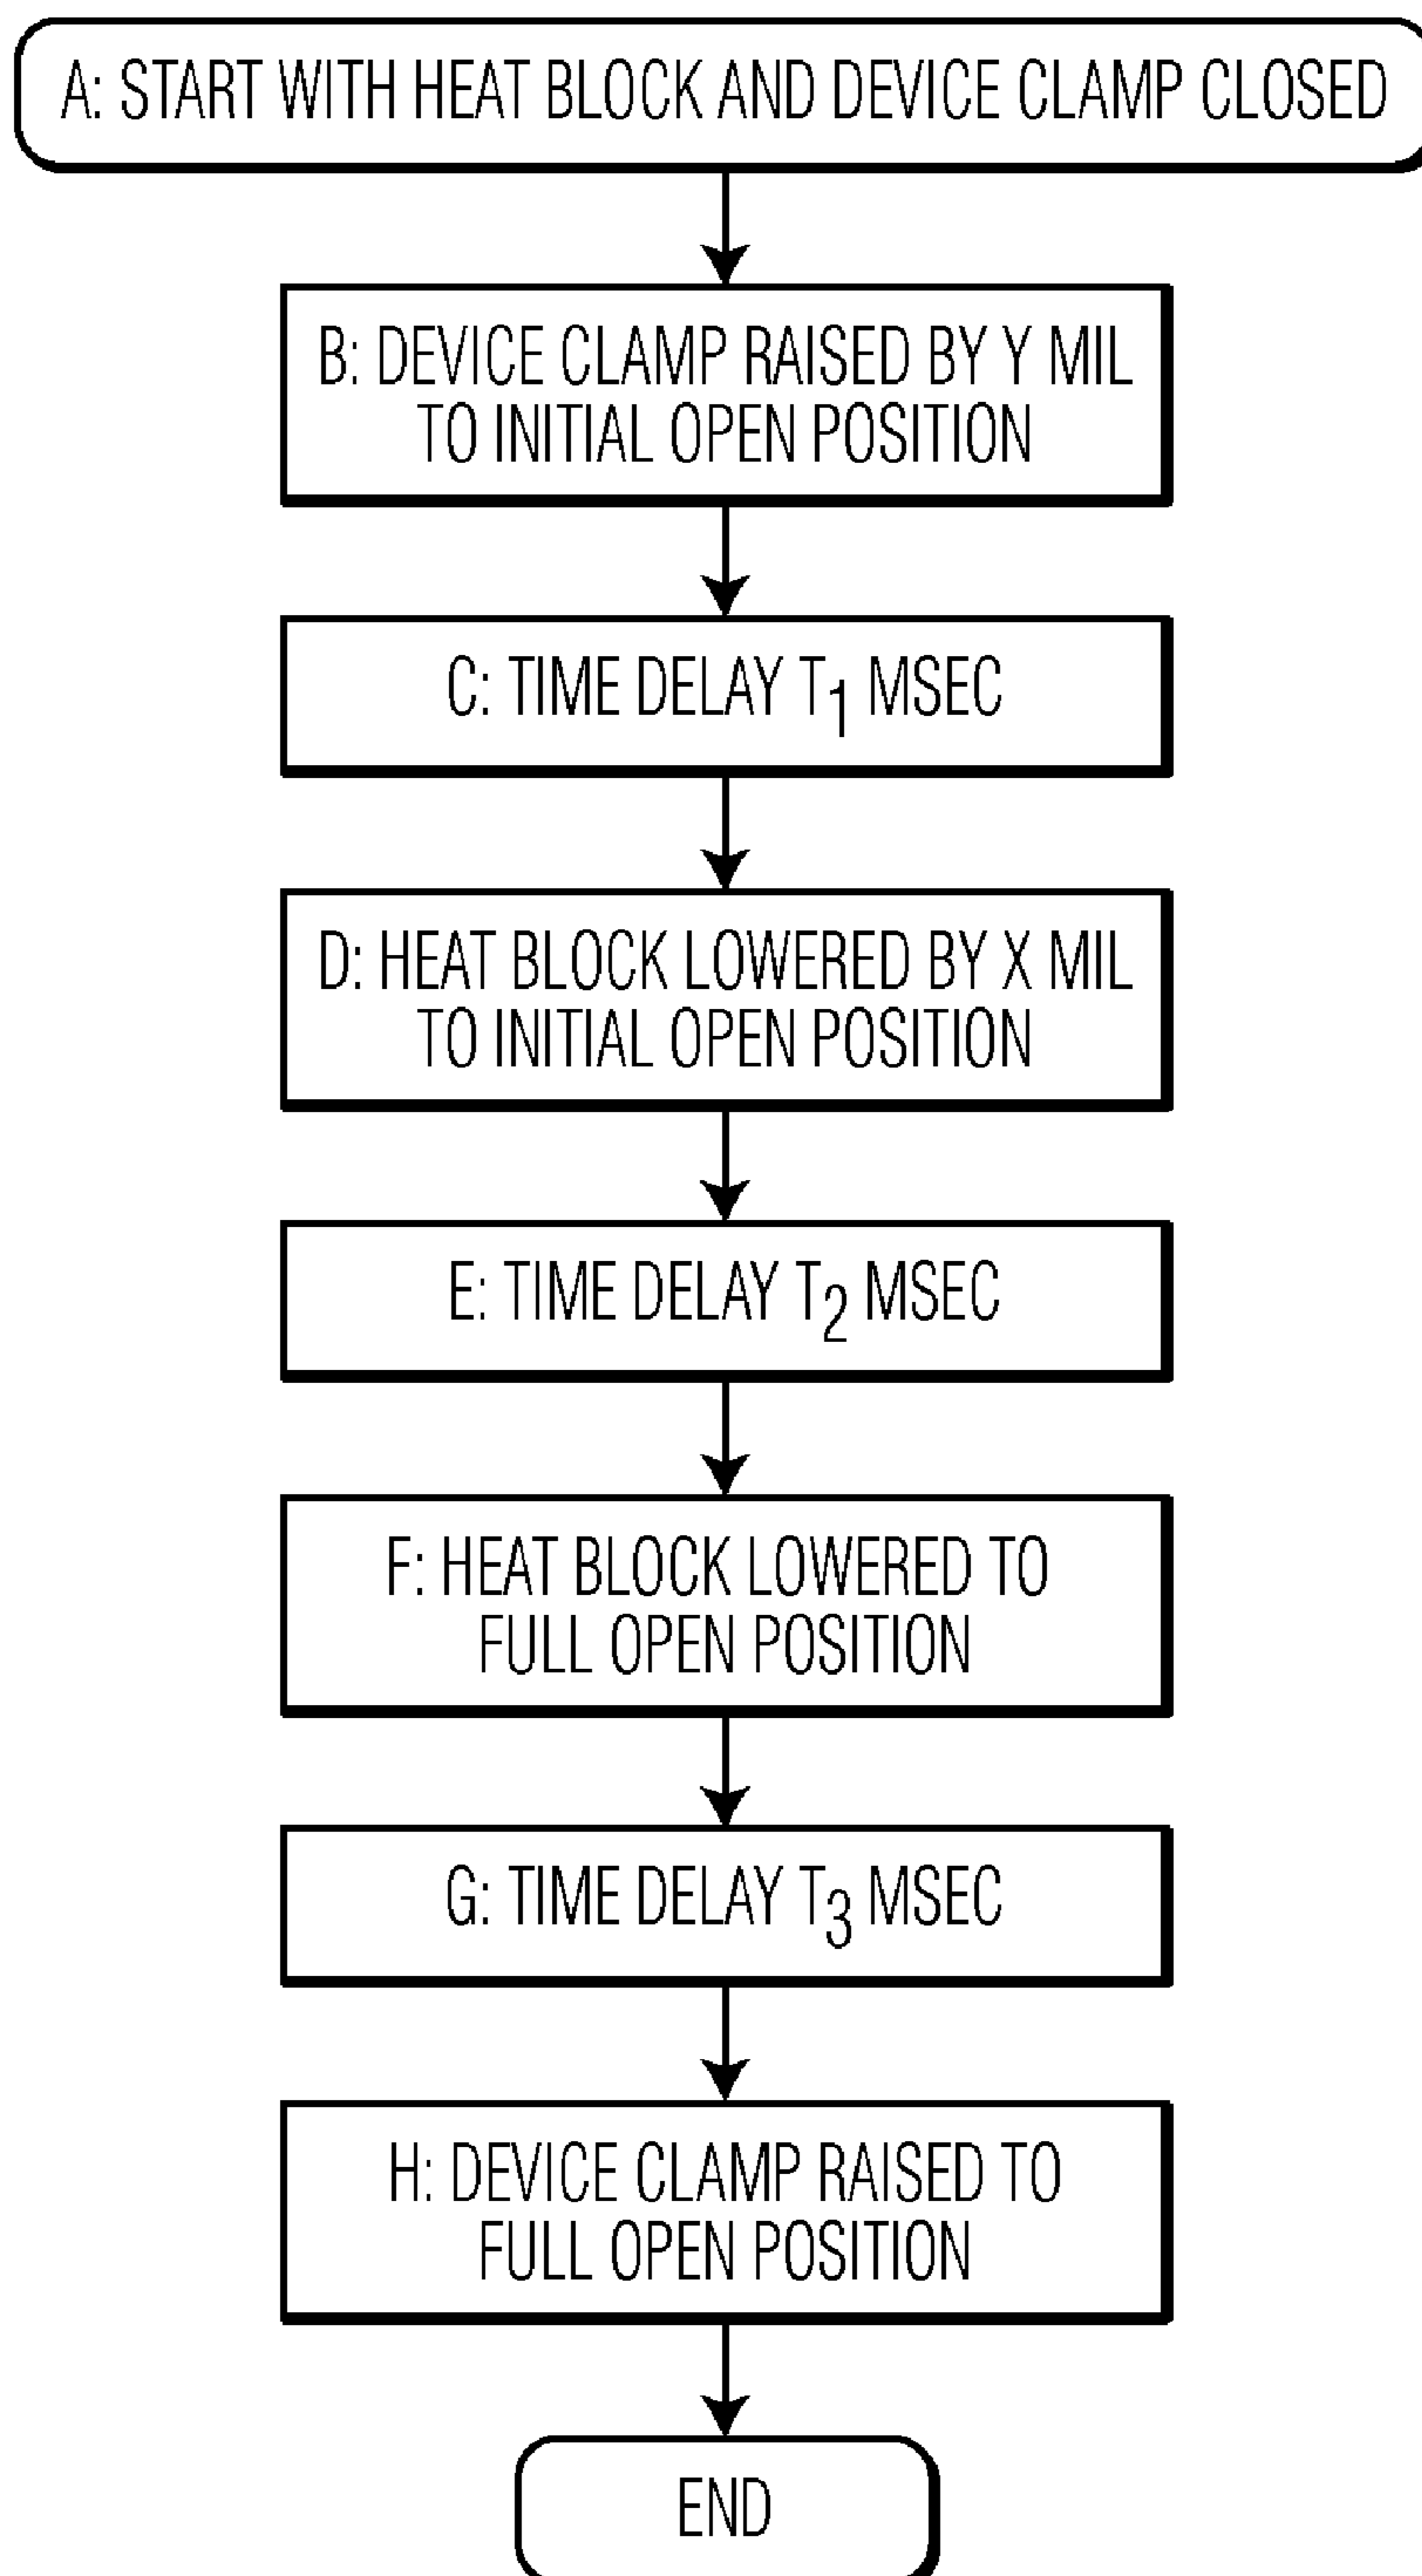 A: START WITH HEAT BLOCK AND DEVICE CLAMP CLOSED
B: DEVICE CLAMP RAISED BY Y MIL
TO INITIAL OPEN POSITION
C: TIME DELAY T1 MSEC
D: HEAT BLOCK LOWERED BY X MIL
TO INITIAL OPEN POSITION
E: TIME DELAY T2 MSEC
F: HEAT BLOCK LOWERED TO
FULL OPEN POSITION
G: TIME DELAY T3 MSEC
H: DEVICE CLAMP RAISED TO
FULL OPEN POSITION
END